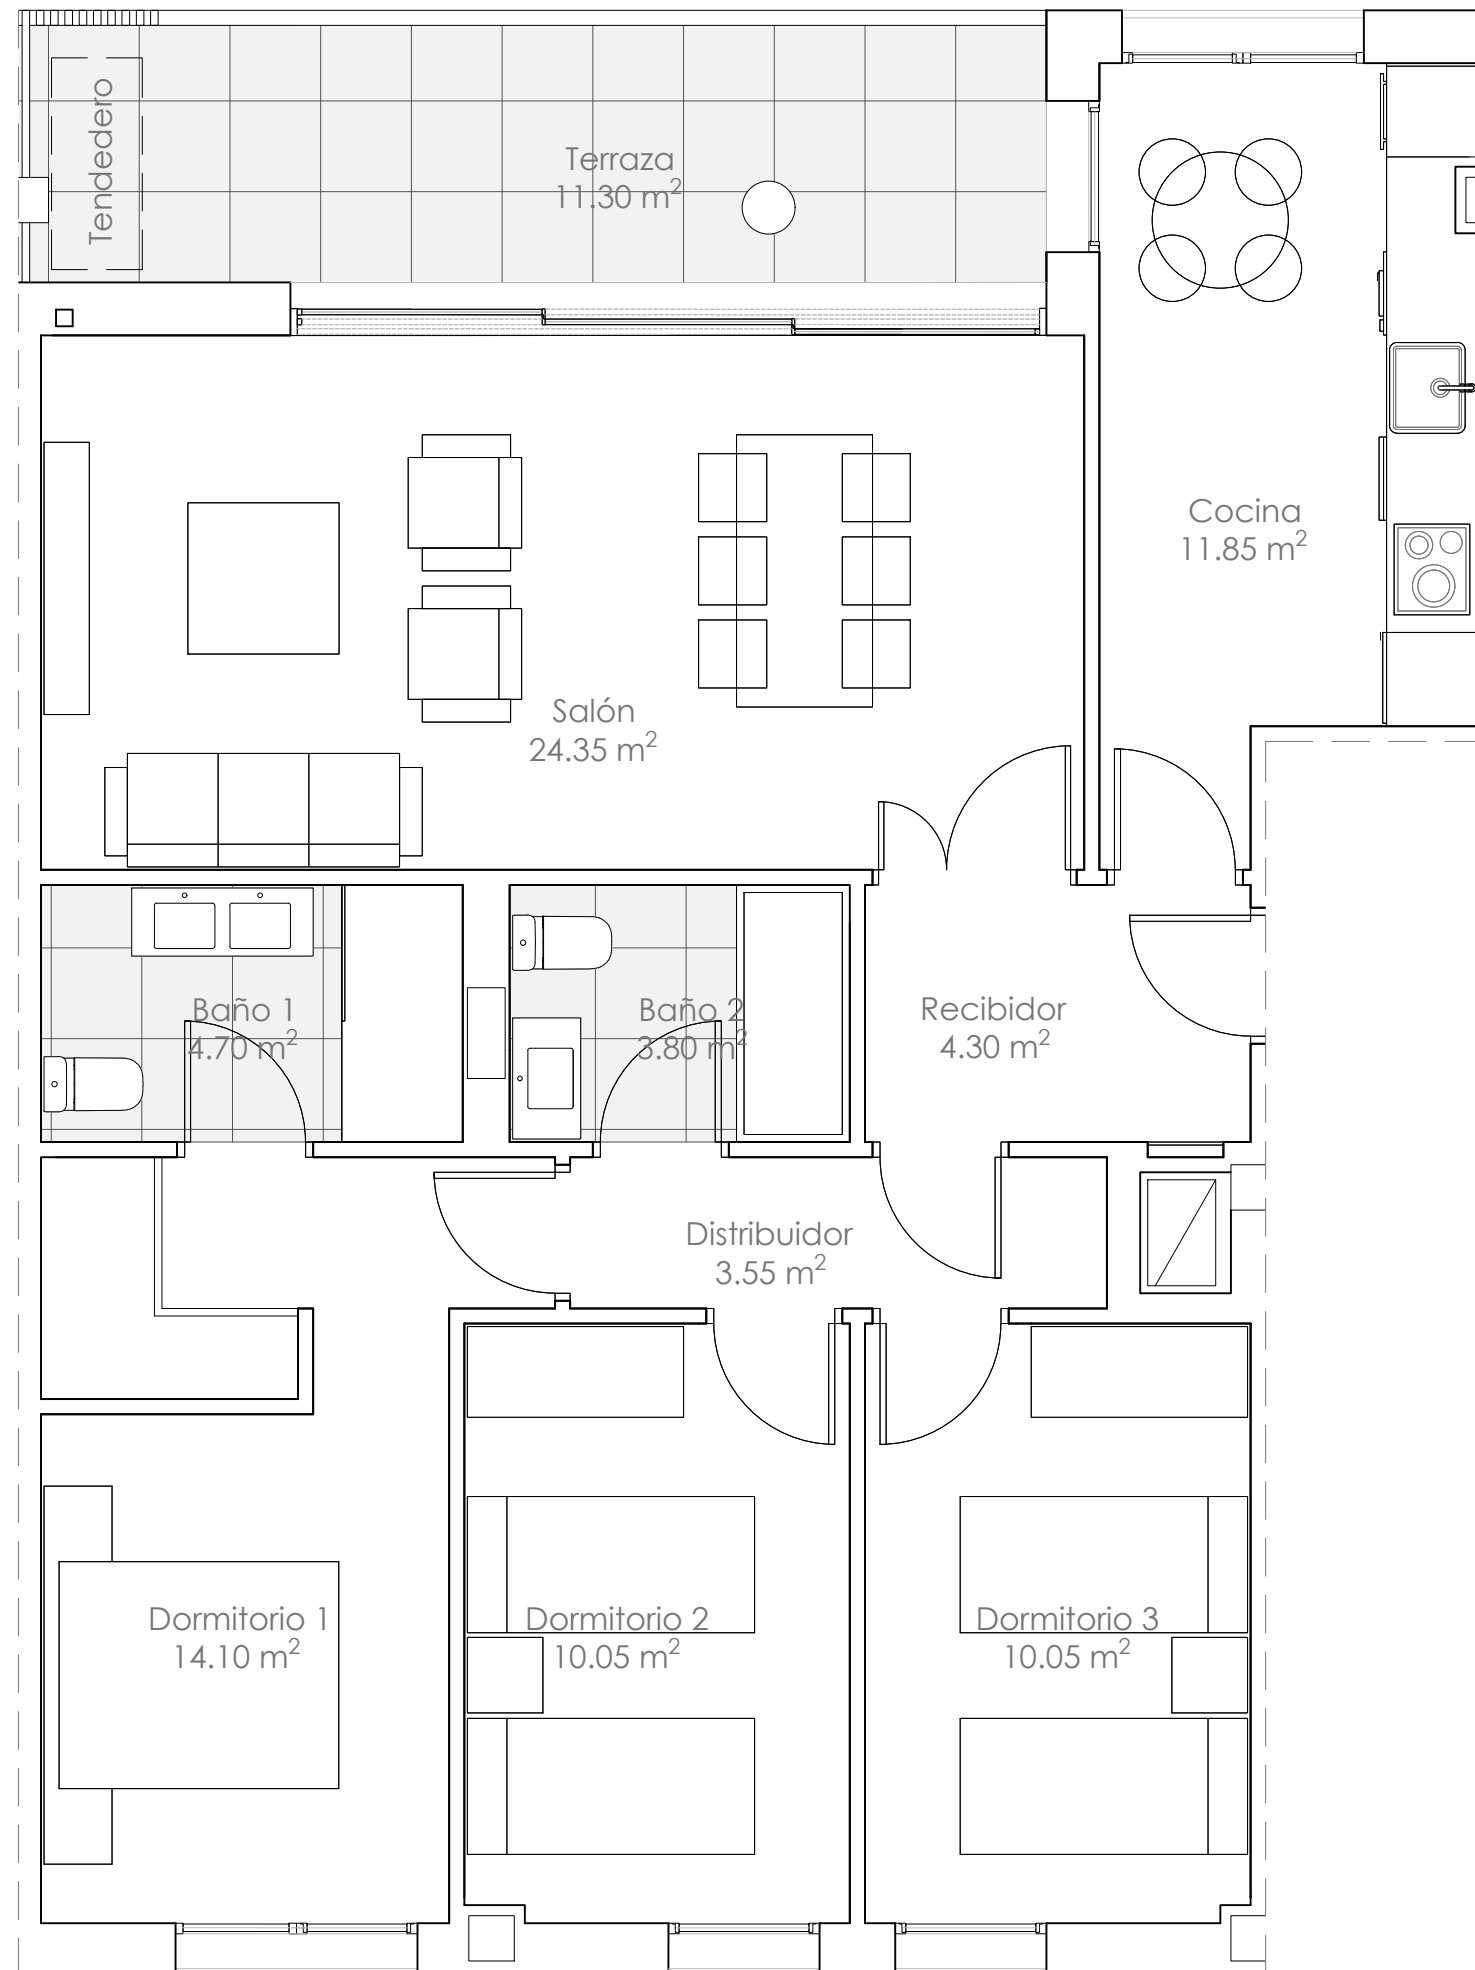 Tendedero
Terraza
11.30 m²
Cocina
11.85 m²
Salón
24.35 m²
Baño 1
4.70 m²
Baño 2
3.80 m²
Recibidor
4.30 m²
Distribuidor
3.55 m²
Dormitorio 1
14.10 m²
Dormitorio 2
10.05 m²
Dormitorio 3
10.05 m²